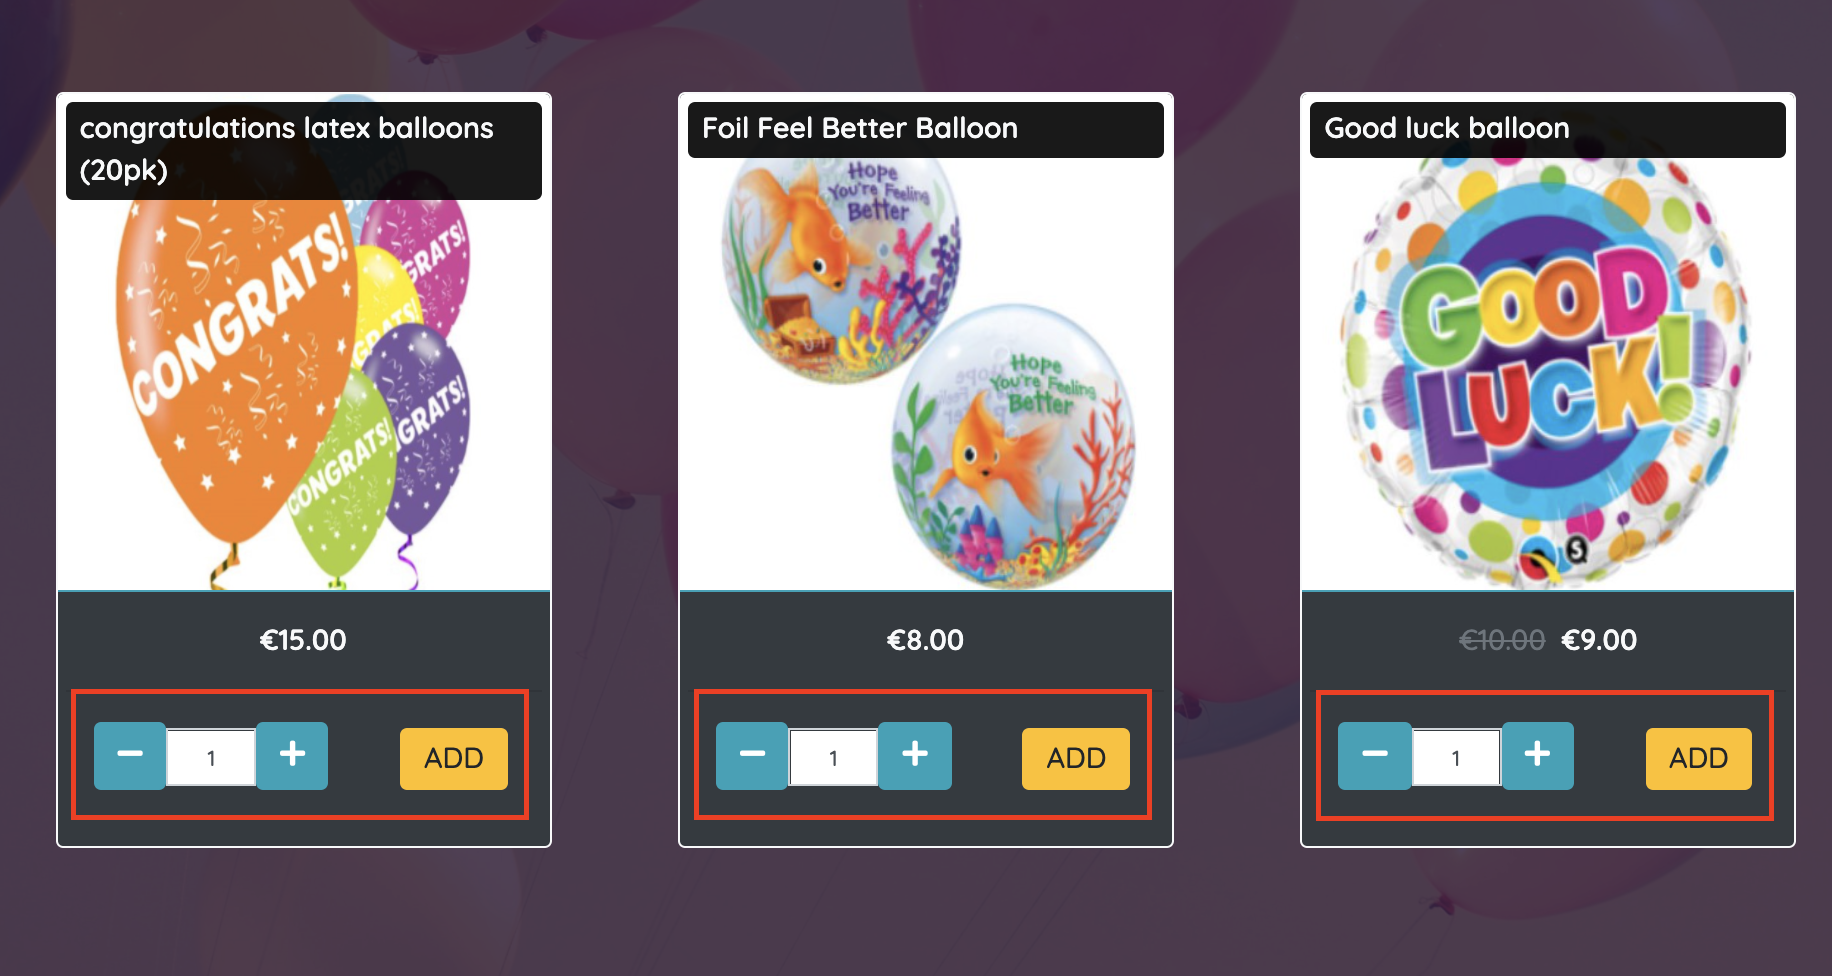 congratulations latex balloons
(20pk)
CONGRATS!
GRATS!
CONGRATS!
GRATS!
€15.00
1
ADD
Foil Feel Better Balloon
Hope
You're Feeling
Better
Hope
You're Feeling
Better
€8.00
1
ADD
Good luck balloon
GOOD
LUCK!
€10.00 €9.00
1
ADD